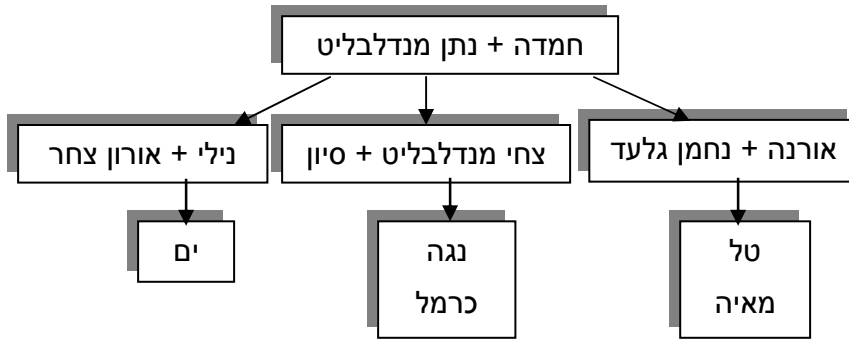 חמדה + נתן מנדלבליט
אורנה + נחמן גלעד
צחי מנדלבליט + סיון
נילי + אורון צחר
טל
מאיה
נגה
כרמל
ים